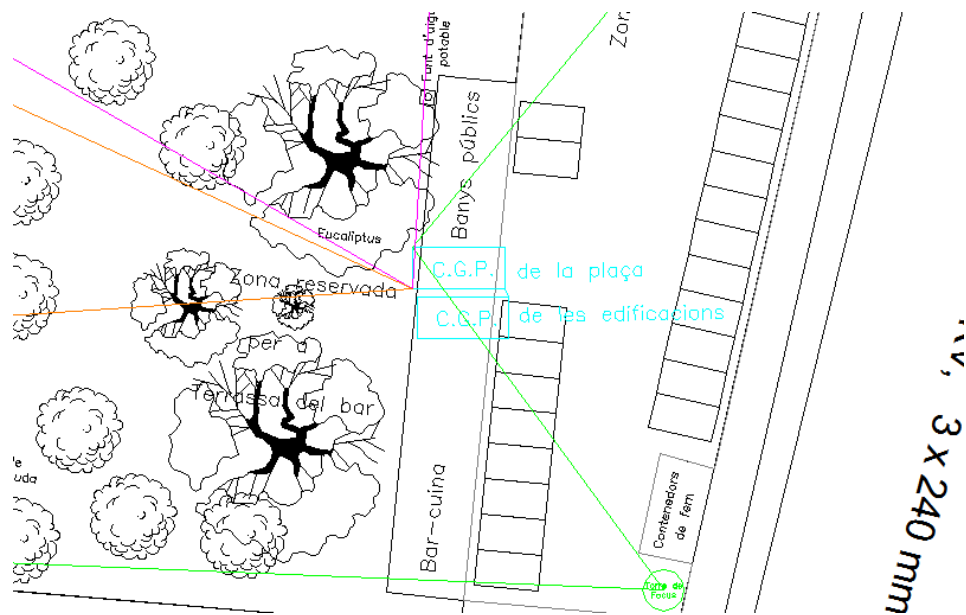 Font d'aigua
potable
Zona
Banys públics
Eucaliptus
C.G.P. de la plaça
Zona reservada
C.G.P. de les edificacions
per a
Terrassa del bar
Bar-cuina
Contenedors
de fem
Torre de
Focus
KV, 3 x 240 mm